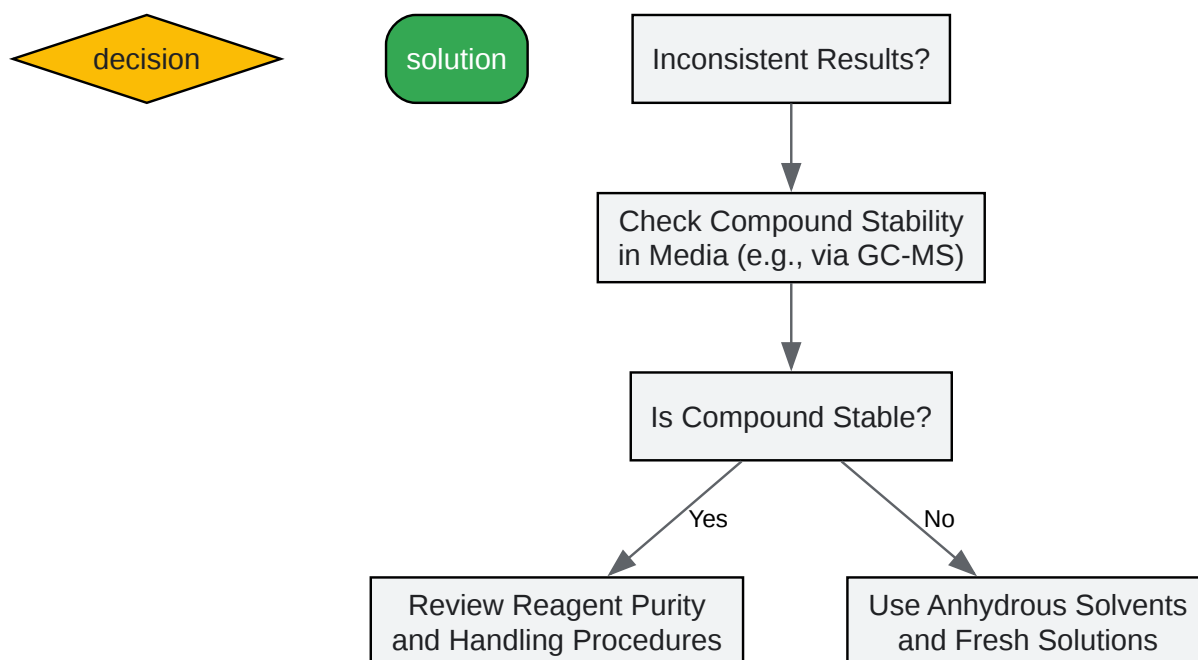 decision
solution
Inconsistent Results?
Check Compound Stability
in Media (e.g., via GC-MS)
Is Compound Stable?
Yes
No
Review Reagent Purity
and Handling Procedures
Use Anhydrous Solvents
and Fresh Solutions